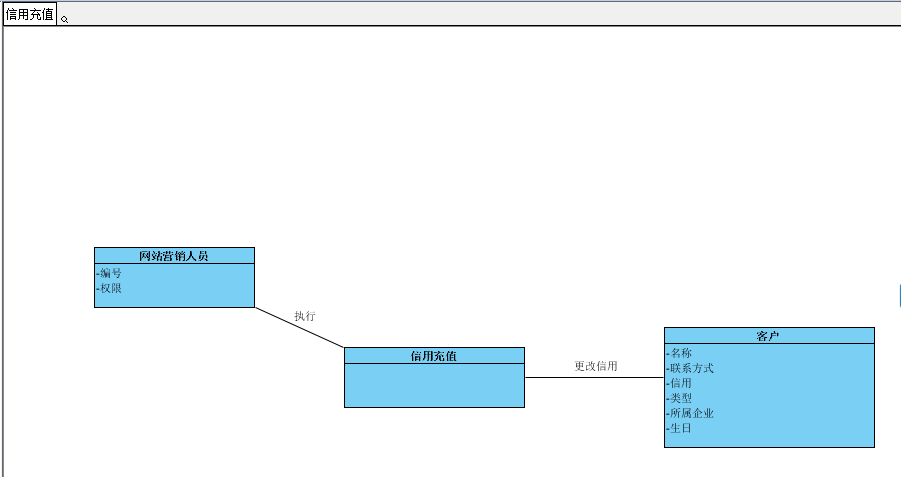 信用充值
网站营销人员
-编号
-权限
执行
信用充值
更改信用
客户
-名称
-联系方式
-信用
-类型
-所属企业
-生日